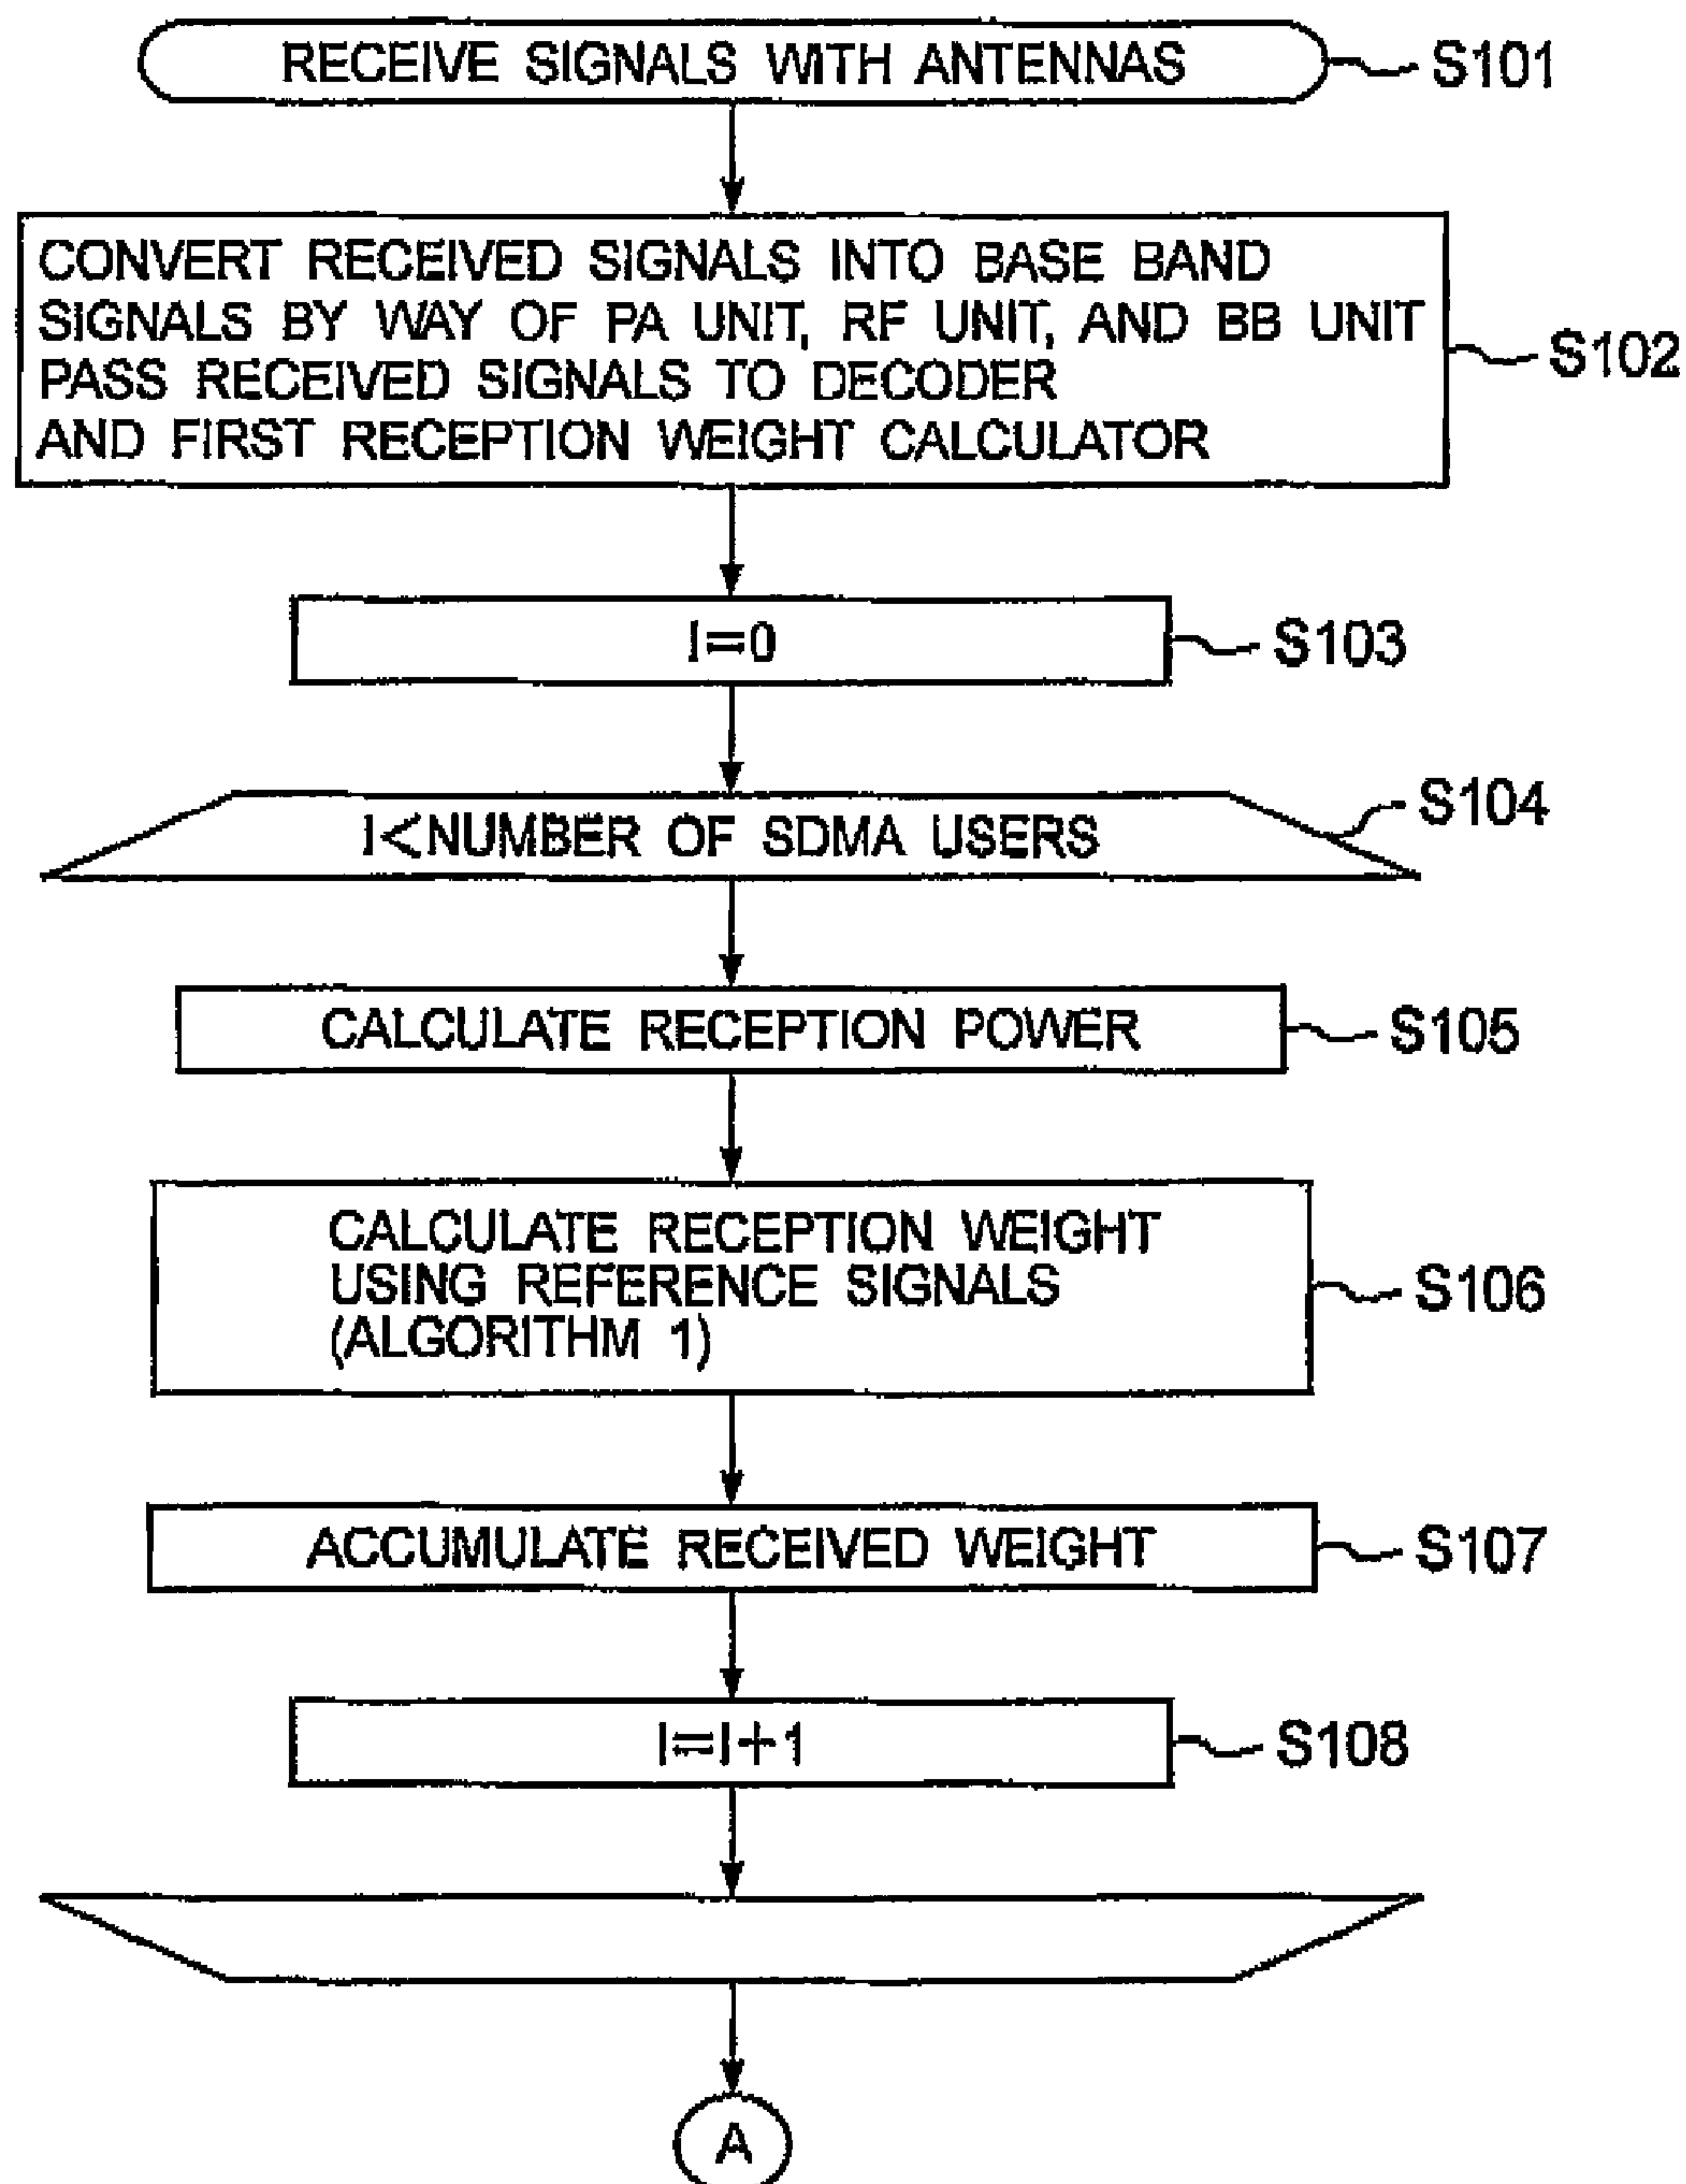 RECEIVE SIGNALS WITH ANTENNAS
S101
CONVERT RECEIVED SIGNALS INTO BASE BAND
SIGNALS BY WAY OF PA UNIT, RF UNIT, AND BB UNIT
PASS RECEIVED SIGNALS TO DECODER
AND FIRST RECEPTION WEIGHT CALCULATOR
S102
I=0
S103
I<NUMBER OF SDMA USERS
S104
CALCULATE RECEPTION POWER
S105
CALCULATE RECEPTION WEIGHT
USING REFERENCE SIGNALS
(ALGORITHM 1)
S106
ACCUMULATE RECEIVED WEIGHT
S107
I=I+1
S108
A